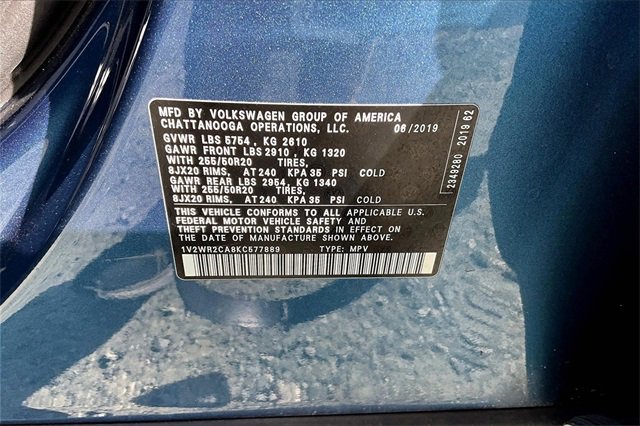 MFD BY VOLKSWAGEN GROUP OF AMERICA
CHATTANOOGA OPERATIONS, LLC. 06/2019
GVWR LBS 5754 , KG 2610
GAWR FRONT LBS 2910 , KG 1320
WITH 255/50R20 TIRES,
8JX20 RIMS, AT 240 KPA 35 PSI COLD
GAWR REAR LBS 2954 , KG 1340
WITH 255/50R20 TIRES,
8JX20 RIMS, AT 240 KPA 35 PSI COLD
THIS VEHICLE CONFORMS TO ALL APPLICABLE U.S.
FEDERAL MOTOR VEHICLE SAFETY AND
THEFT PREVENTION STANDARDS IN EFFECT ON
THE DATE OF MANUFACTURE SHOWN ABOVE.
1V2WR2CA8KC577889 TYPE: MPV
2349280 2019 62